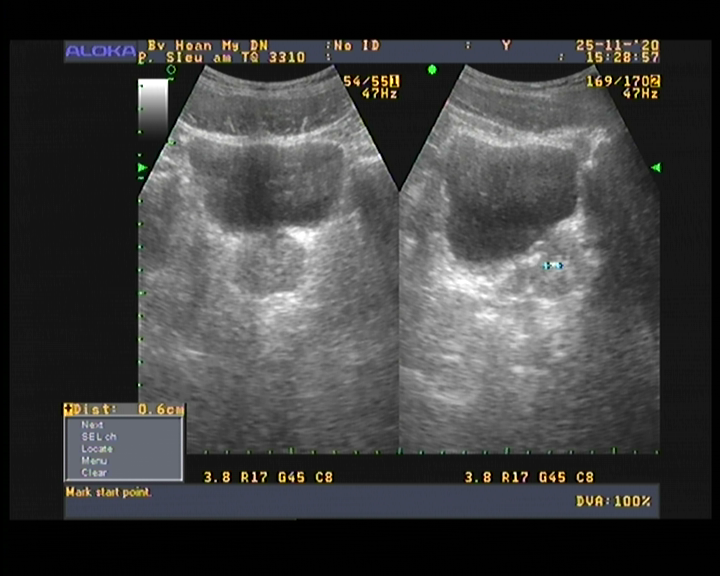 ALOKA
Bv Hoan My DN :No ID : Y 25-11-'20
P. Sieu am TQ 3310 : : 15:28:57
54/551 169/1702
47Hz 47Hz
+Dist: 0.6cm
Next
SEL ch
Locate
Menu
Clear
3.8 R17 G45 C8 3.8 R17 G45 C8
Mark start point.
DVA:100%